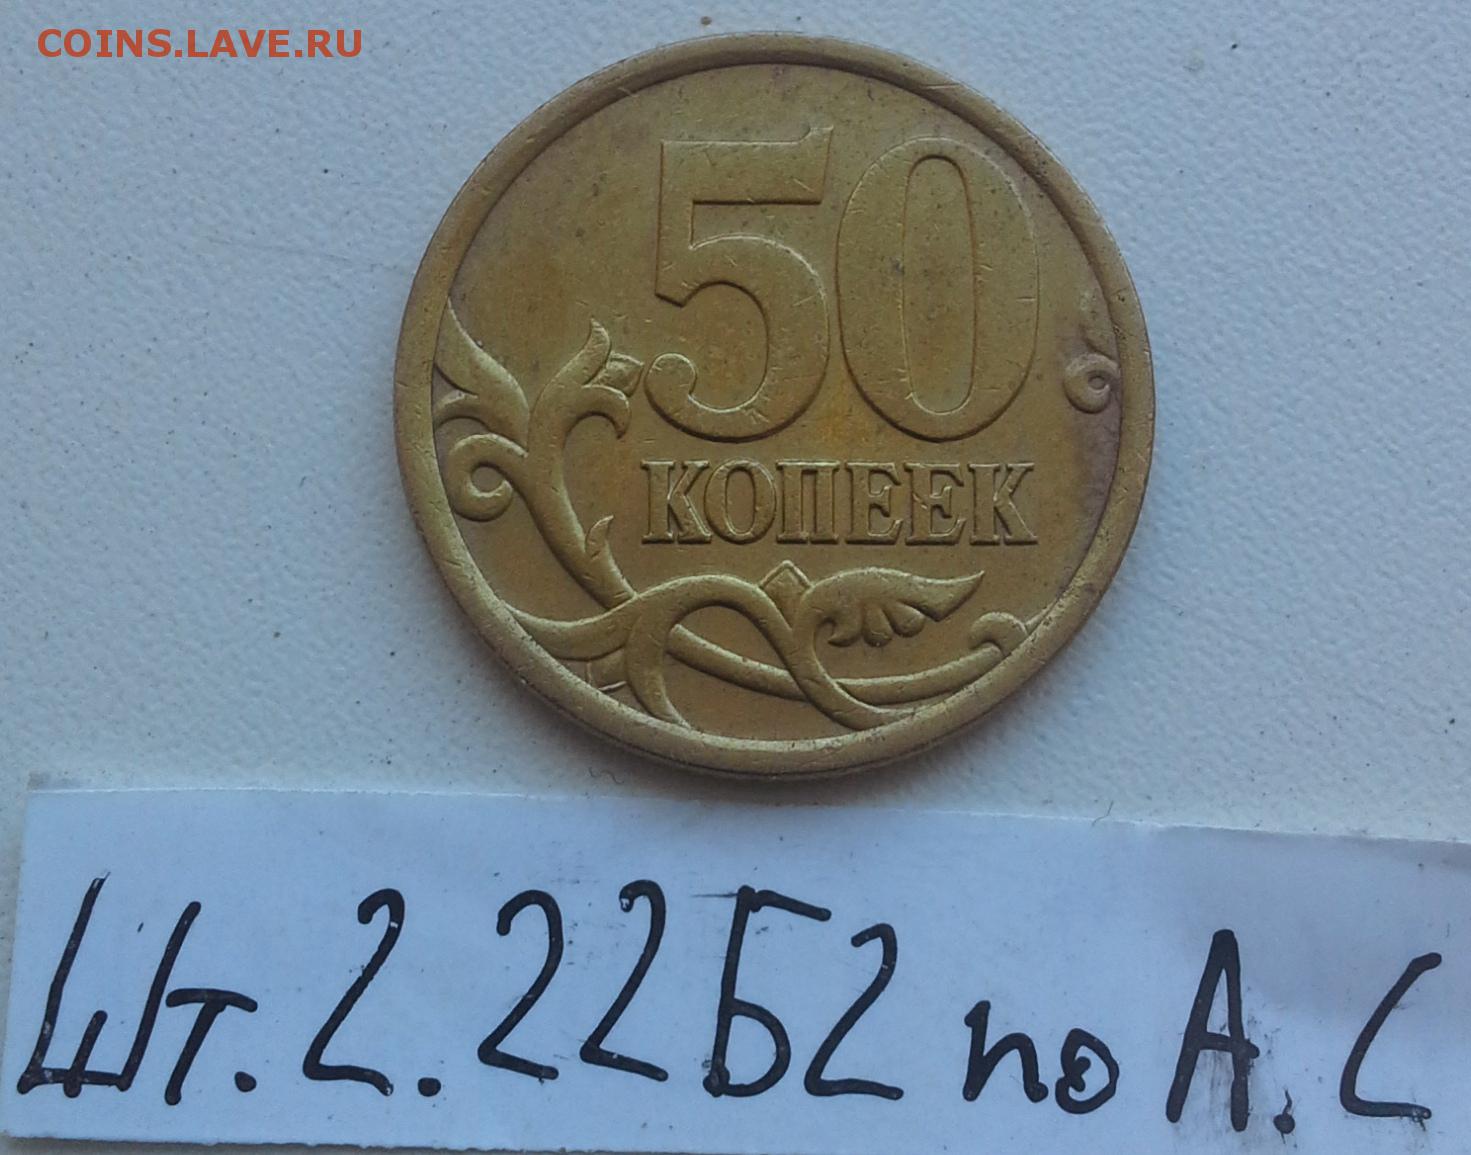 COINS.LAVE.RU
50
КОПЕЕК
Шт. 2.22Б2 по А.С